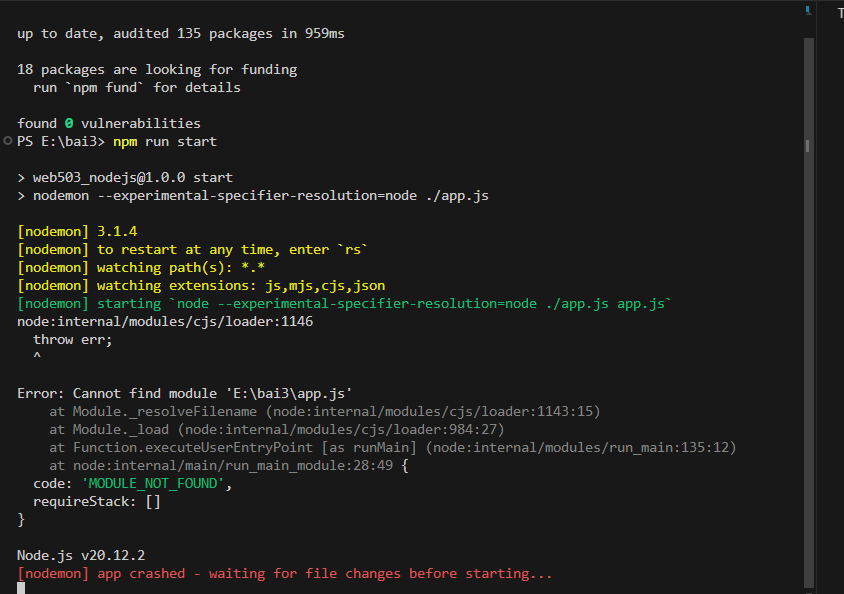 up to date, audited 135 packages in 959ms
18 packages are looking for funding
  run `npm fund` for details
found 0 vulnerabilities
PS E:\bai3> npm run start
> web503_nodejs@1.0.0 start
> nodemon --experimental-specifier-resolution=node ./app.js
[nodemon] 3.1.4
[nodemon] to restart at any time, enter `rs`
[nodemon] watching path(s): *.*
[nodemon] watching extensions: js,mjs,cjs,json
[nodemon] starting `node --experimental-specifier-resolution=node ./app.js app.js`
node:internal/modules/cjs/loader:1146
  throw err;
  ^
Error: Cannot find module 'E:\bai3\app.js'
    at Module._resolveFilename (node:internal/modules/cjs/loader:1143:15)
    at Module._load (node:internal/modules/cjs/loader:984:27)
    at Function.executeUserEntryPoint [as runMain] (node:internal/modules/run_main:135:12)
    at node:internal/main/run_main_module:28:49 {
  code: 'MODULE_NOT_FOUND',
  requireStack: []
}
Node.js v20.12.2
[nodemon] app crashed - waiting for file changes before starting...